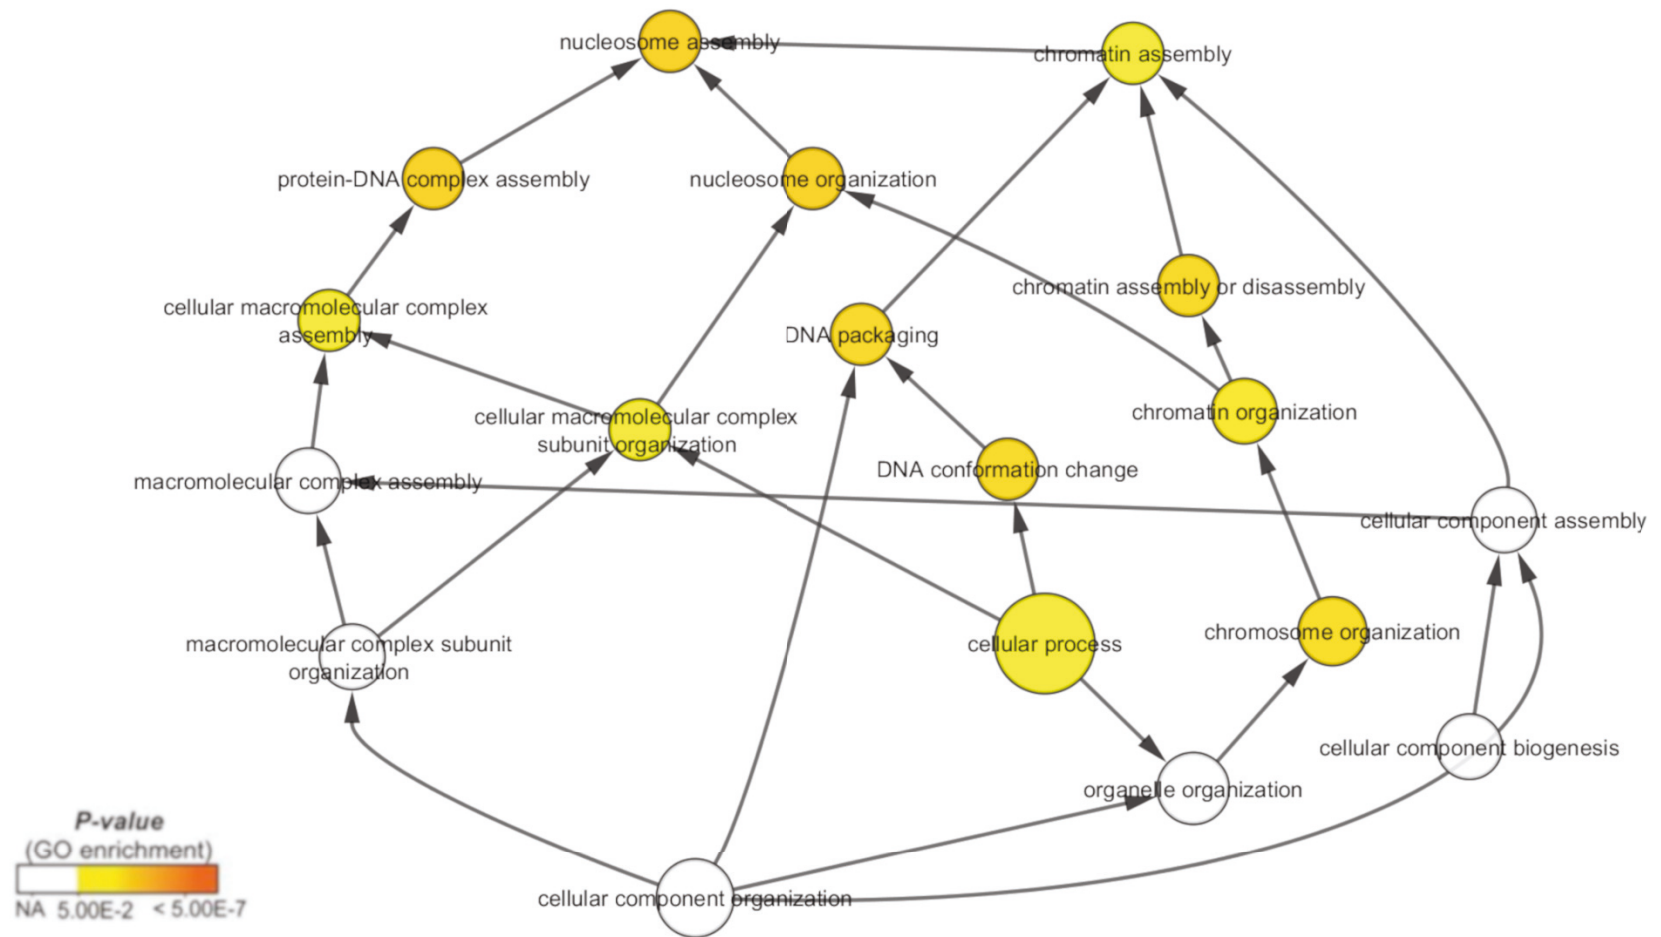 nucleosome assembly
chromatin assembly
protein-DNA complex assembly
nucleosome organization
chromatin assembly or disassembly
cellular macromolecular complex
assembly
DNA packaging
cellular macromolecular complex
subunit organization
chromatin organization
DNA conformation change
macromolecular complex assembly
cellular component assembly
macromolecular complex subunit
organization
cellular process
chromosome organization
cellular component biogenesis
organelle organization
cellular component organization
P-value
(GO enrichment)
NA 5.00E-2 < 5.00E-7